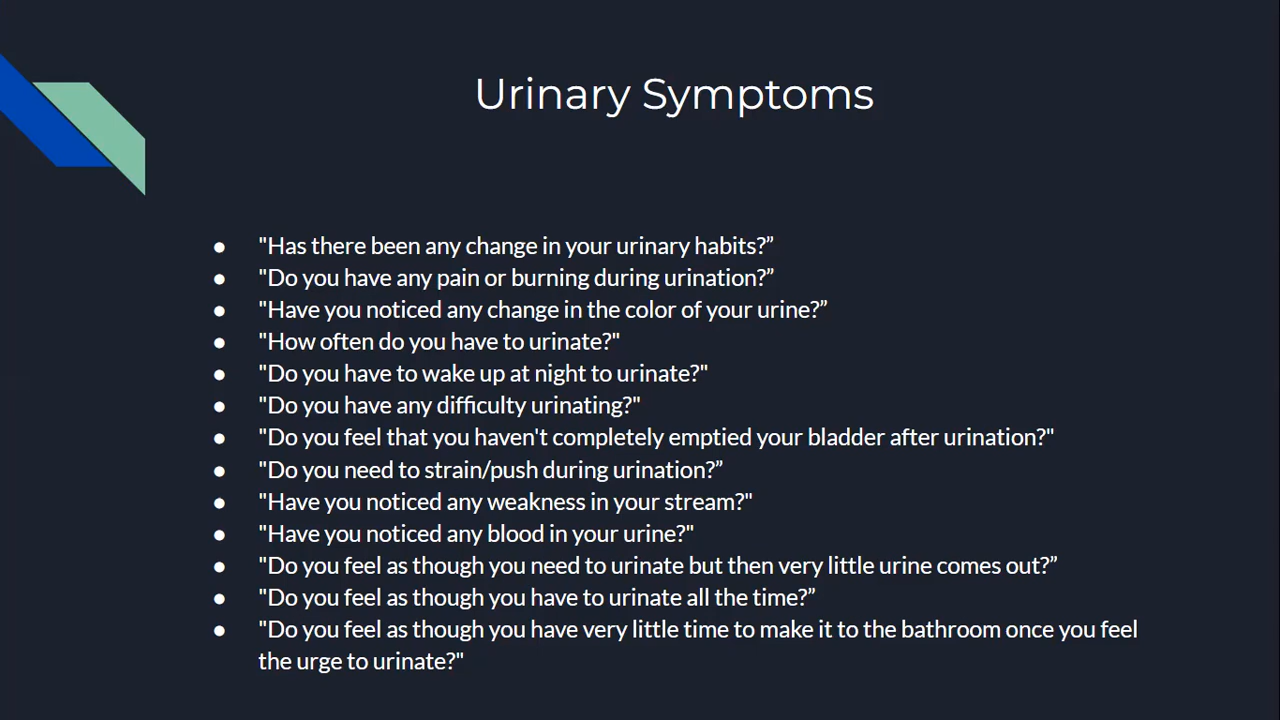 Urinary Symptoms
● "Has there been any change in your urinary habits?”
● "Do you have any pain or burning during urination?”
● "Have you noticed any change in the color of your urine?”
● "How often do you have to urinate?"
● "Do you have to wake up at night to urinate?"
● "Do you have any difficulty urinating?"
● "Do you feel that you haven't completely emptied your bladder after urination?"
● "Do you need to strain/push during urination?”
● "Have you noticed any weakness in your stream?"
● "Have you noticed any blood in your urine?"
● "Do you feel as though you need to urinate but then very little urine comes out?”
● "Do you feel as though you have to urinate all the time?”
● "Do you feel as though you have very little time to make it to the bathroom once you feel
the urge to urinate?"